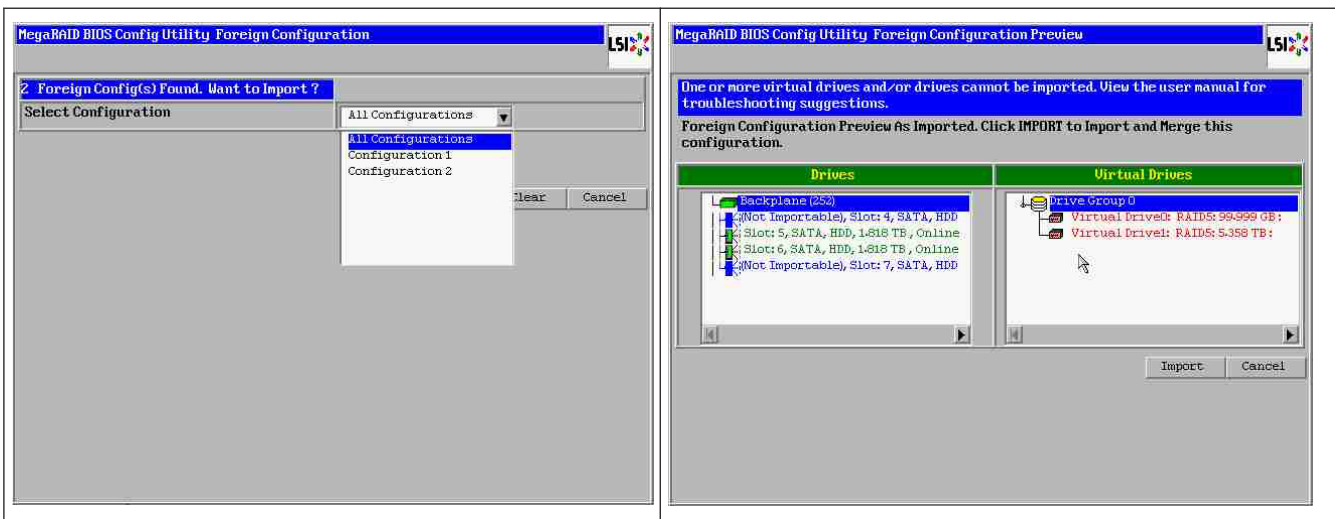 MegaRAID BIOS Config Utility Foreign Configuration
LSI
2 Foreign Config(s) Found. Want to Import ?
Select Configuration
All Configurations
All Configurations
Configuration 1
Configuration 2
Clear
Cancel
MegaRAID BIOS Config Utility Foreign Configuration Preview
LSI
One or more virtual drives and/or drives cannot be imported. View the user manual for
troubleshooting suggestions.
Foreign Configuration Preview As Imported. Click IMPORT to Import and Merge this
configuration.
Drives
Virtual Drives
Backplane (252)
(Not Importable), Slot: 4, SATA, HDD
Slot: 5, SATA, HDD, 1.818 TB, Online
Slot: 6, SATA, HDD, 1.818 TB, Online
(Not Importable), Slot: 7, SATA, HDD
Drive Group 0
Virtual Drive0: RAID5: 99.999 GB:
Virtual Drive1: RAID5: 5.358 TB:
Import
Cancel